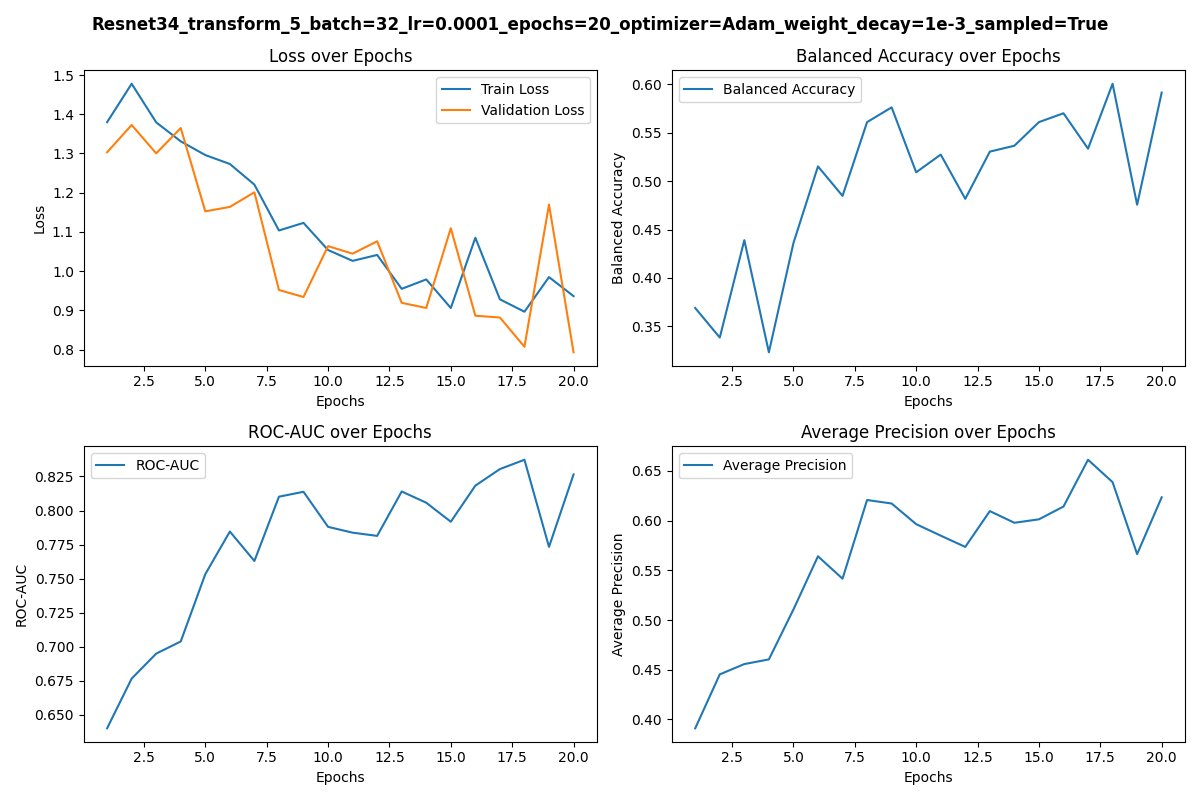 Resnet34_transform_5_batch=32_lr=0.0001_epochs=20_optimizer=Adam_weight_decay=1e-3_sampled=True
Loss over Epochs
Train Loss
Validation Loss
1.5
1.4
1.3
1.2
1.1
1.0
0.9
0.8
Loss
2.5 5.0 7.5 10.0 12.5 15.0 17.5 20.0
Epochs
Balanced Accuracy over Epochs
Balanced Accuracy
0.60
0.55
0.50
0.45
0.40
0.35
Balanced Accuracy
2.5 5.0 7.5 10.0 12.5 15.0 17.5 20.0
Epochs
ROC-AUC over Epochs
ROC-AUC
0.825
0.800
0.775
0.750
0.725
0.700
0.675
0.650
ROC-AUC
2.5 5.0 7.5 10.0 12.5 15.0 17.5 20.0
Epochs
Average Precision over Epochs
Average Precision
0.65
0.60
0.55
0.50
0.45
0.40
Average Precision
2.5 5.0 7.5 10.0 12.5 15.0 17.5 20.0
Epochs